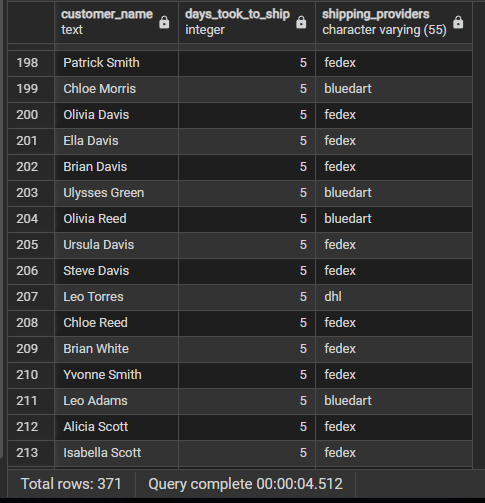 customer_name days_took_to_ship shipping_providers
text integer character varying (55)
198 Patrick Smith 5 fedex
199 Chloe Morris 5 bluedart
200 Olivia Davis 5 fedex
201 Ella Davis 5 fedex
202 Brian Davis 5 fedex
203 Ulysses Green 5 bluedart
204 Olivia Reed 5 bluedart
205 Ursula Davis 5 fedex
206 Steve Davis 5 fedex
207 Leo Torres 5 dhl
208 Chloe Reed 5 fedex
209 Brian White 5 fedex
210 Yvonne Smith 5 fedex
211 Leo Adams 5 bluedart
212 Alicia Scott 5 fedex
213 Isabella Scott 5 fedex
Total rows: 371 Query complete 00:00:04.512